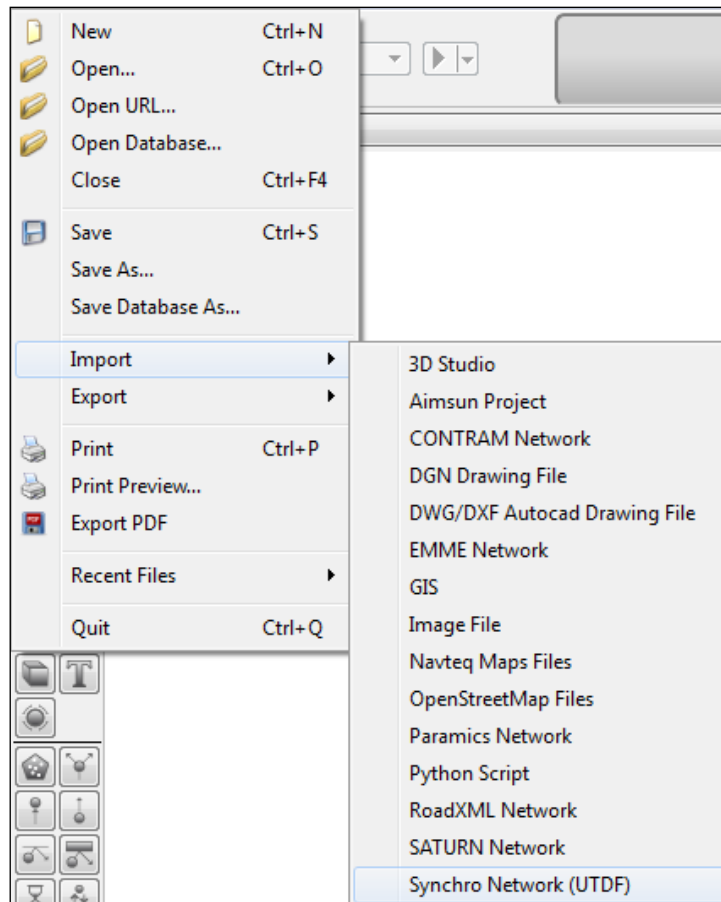 New Ctrl+N
Open... Ctrl+O
Open URL...
Open Database...
Close Ctrl+F4
Save Ctrl+S
Save As...
Save Database As...
Import
Export
Print Ctrl+P
Print Preview...
Export PDF
Recent Files
Quit Ctrl+Q
3D Studio
Aimsun Project
CONTRAM Network
DGN Drawing File
DWG/DXF Autocad Drawing File
EMME Network
GIS
Image File
Navteq Maps Files
OpenStreetMap Files
Paramics Network
Python Script
RoadXML Network
SATURN Network
Synchro Network (UTDF)
T